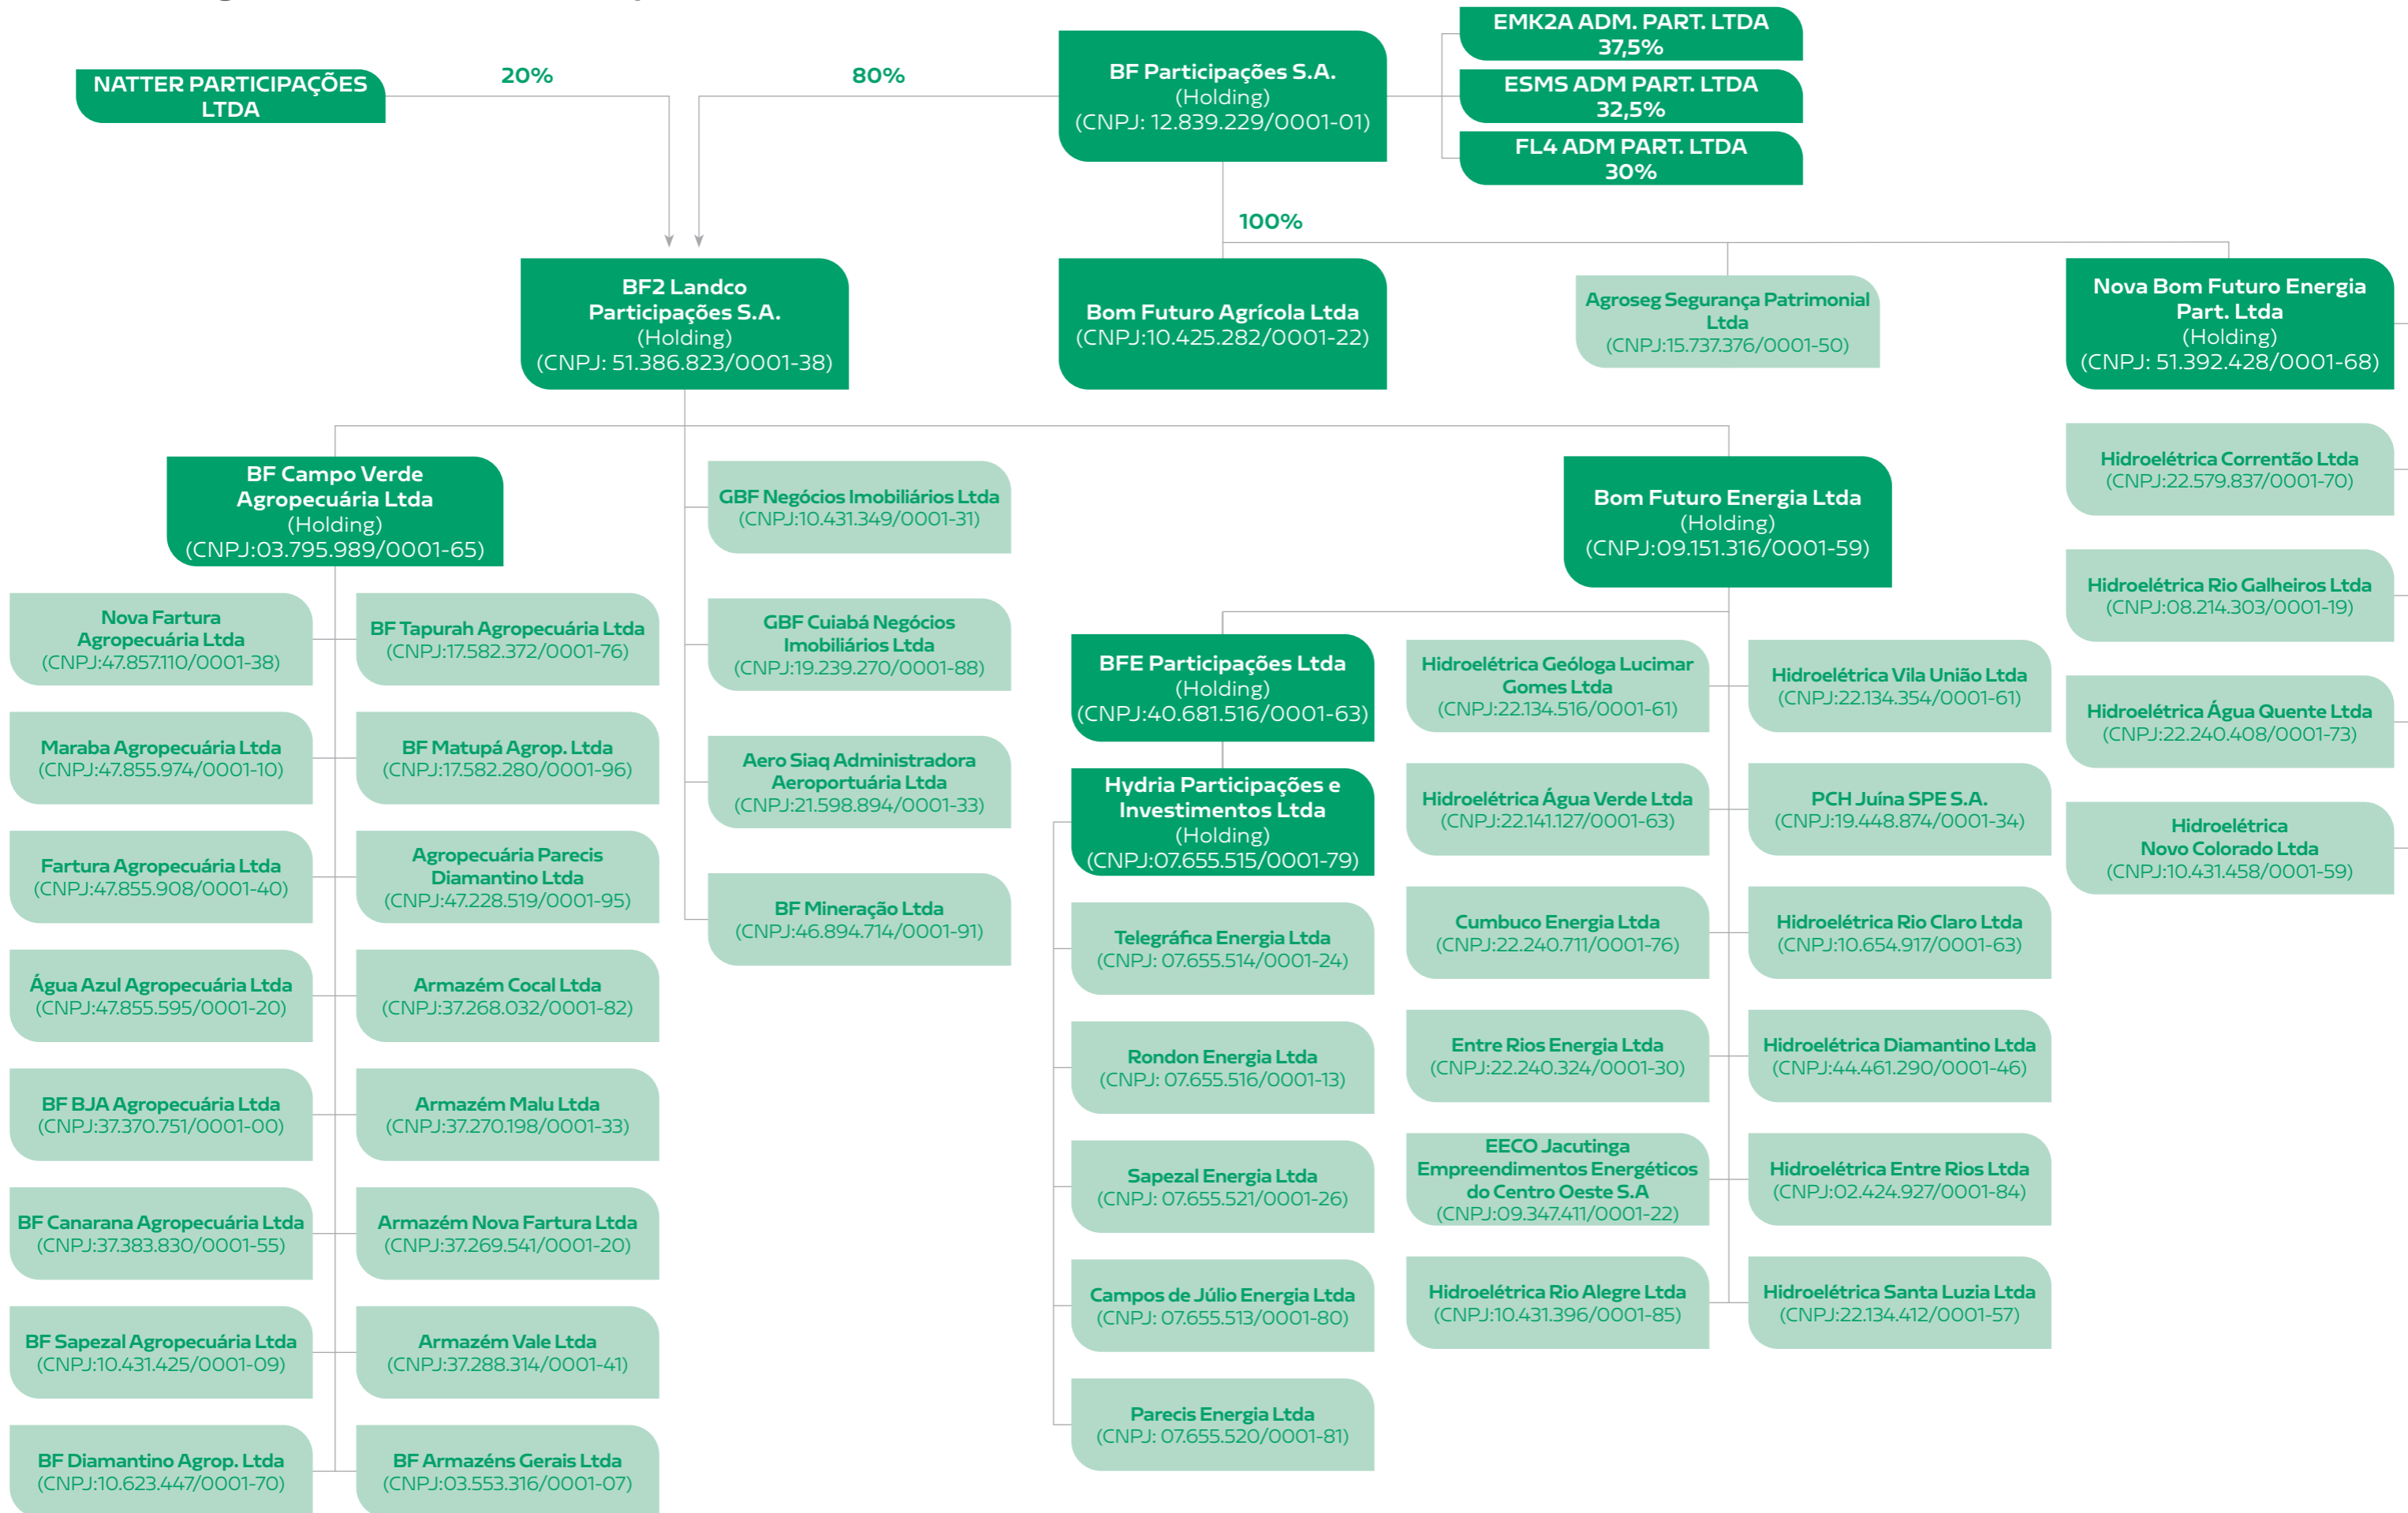 NATTER PARTICIPAÇÕES
LTDA
20%
80%
BF Participações S.A.
(Holding)
(CNPJ: 12.839.229/0001-01)
EMK2A ADM. PART. LTDA
37,5%
ESMS ADM PART. LTDA
32,5%
FL4 ADM PART. LTDA
30%
100%
BF2 Landco
Participações S.A.
(Holding)
(CNPJ: 51.386.823/0001-38)
Bom Futuro Agrícola Ltda
(CNPJ:10.425.282/0001-22)
Agroseg Segurança Patrimonial
Ltda
(CNPJ:15.737.376/0001-50)
Nova Bom Futuro Energia
Part. Ltda
(Holding)
(CNPJ: 51.392.428/0001-68)
BF Campo Verde
Agropecuária Ltda
(Holding)
(CNPJ:03.795.989/0001-65)
Nova Fartura
Agropecuária Ltda
(CNPJ:47.857.110/0001-38)
BF Tapurah Agropecuária Ltda
(CNPJ:17.582.372/0001-76)
Maraba Agropecuária Ltda
(CNPJ:47.855.974/0001-10)
BF Matupá Agrop. Ltda
(CNPJ:17.582.280/0001-96)
Fartura Agropecuária Ltda
(CNPJ:47.855.908/0001-40)
Agropecuária Parecis
Diamantino Ltda
(CNPJ:47.228.519/0001-95)
Água Azul Agropecuária Ltda
(CNPJ:47.855.595/0001-20)
Armazém Cocal Ltda
(CNPJ:37.268.032/0001-82)
BF BJA Agropecuária Ltda
(CNPJ:37.370.751/0001-00)
Armazém Malu Ltda
(CNPJ:37.270.198/0001-33)
BF Canarana Agropecuária Ltda
(CNPJ:37.383.830/0001-55)
Armazém Nova Fartura Ltda
(CNPJ:37.269.541/0001-20)
BF Sapezal Agropecuária Ltda
(CNPJ:10.431.425/0001-09)
Armazém Vale Ltda
(CNPJ:37.288.314/0001-41)
BF Diamantino Agrop. Ltda
(CNPJ:10.623.447/0001-70)
BF Armazéns Gerais Ltda
(CNPJ:03.553.316/0001-07)
GBF Negócios Imobiliários Ltda
(CNPJ:10.431.349/0001-31)
GBF Cuiabá Negócios
Imobiliários Ltda
(CNPJ:19.239.270/0001-88)
Aero Siaq Administradora
Aeroportuária Ltda
(CNPJ:21.598.894/0001-33)
BF Mineração Ltda
(CNPJ:46.894.714/0001-91)
Bom Futuro Energia Ltda
(Holding)
(CNPJ:09.151.316/0001-59)
BFE Participações Ltda
(Holding)
(CNPJ:40.681.516/0001-63)
Hydria Participações e
Investimentos Ltda
(Holding)
(CNPJ:07.655.515/0001-79)
Telegráfica Energia Ltda
(CNPJ: 07.655.514/0001-24)
Rondon Energia Ltda
(CNPJ: 07.655.516/0001-13)
Sapezal Energia Ltda
(CNPJ: 07.655.521/0001-26)
Campos de Júlio Energia Ltda
(CNPJ: 07.655.513/0001-80)
Parecis Energia Ltda
(CNPJ: 07.655.520/0001-81)
Hidroelétrica Geóloga Lucimar
Gomes Ltda
(CNPJ:22.134.516/0001-61)
Hidroelétrica Vila União Ltda
(CNPJ:22.134.354/0001-61)
Hidroelétrica Água Verde Ltda
(CNPJ:22.141.127/0001-63)
PCH Juína SPE S.A.
(CNPJ:19.448.874/0001-34)
Cumbuco Energia Ltda
(CNPJ:22.240.711/0001-76)
Hidroelétrica Rio Claro Ltda
(CNPJ:10.654.917/0001-63)
Entre Rios Energia Ltda
(CNPJ:22.240.324/0001-30)
Hidroelétrica Diamantino Ltda
(CNPJ:44.461.290/0001-46)
EECO Jacutinga
Empreendimentos Energéticos
do Centro Oeste S.A
(CNPJ:09.347.411/0001-22)
Hidroelétrica Entre Rios Ltda
(CNPJ:02.424.927/0001-84)
Hidroelétrica Rio Alegre Ltda
(CNPJ:10.431.396/0001-85)
Hidroelétrica Santa Luzia Ltda
(CNPJ:22.134.412/0001-57)
Hidroelétrica Correntão Ltda
(CNPJ:22.579.837/0001-70)
Hidroelétrica Rio Galheiros Ltda
(CNPJ:08.214.303/0001-19)
Hidroelétrica Água Quente Ltda
(CNPJ:22.240.408/0001-73)
Hidroelétrica
Novo Colorado Ltda
(CNPJ:10.431.458/0001-59)